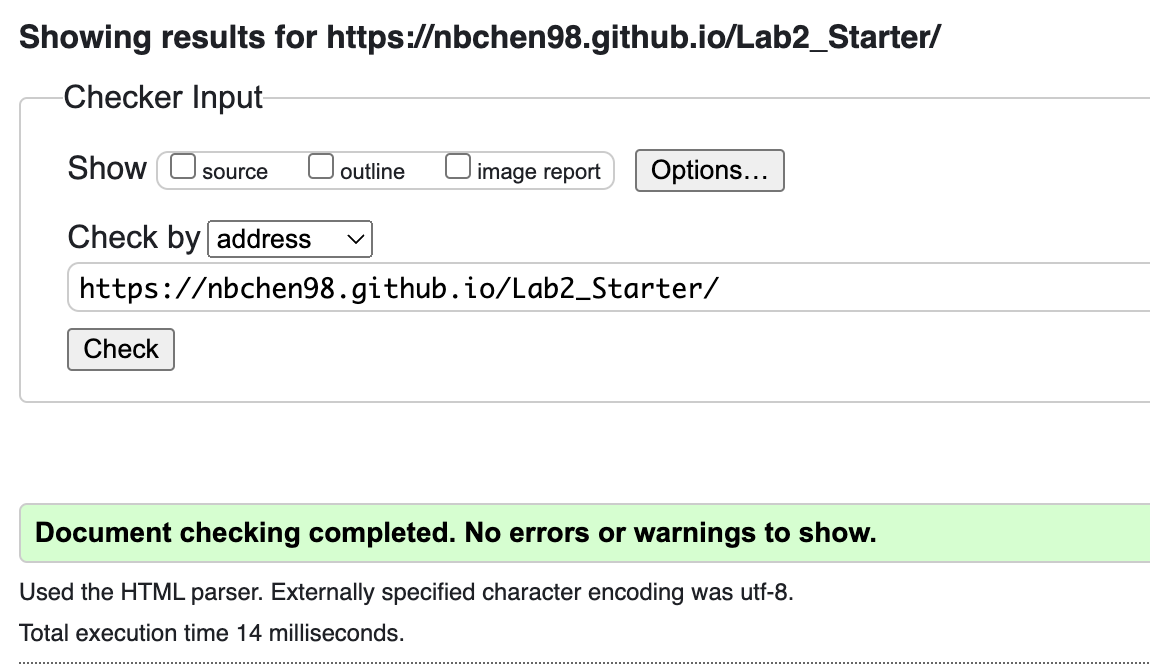 Showing results for https://nbchen98.github.io/Lab2_Starter/
Checker Input
Show source outline image report Options...
Check by address
https://nbchen98.github.io/Lab2_Starter/
Check
Document checking completed. No errors or warnings to show.
Used the HTML parser. Externally specified character encoding was utf-8.
Total execution time 14 milliseconds.